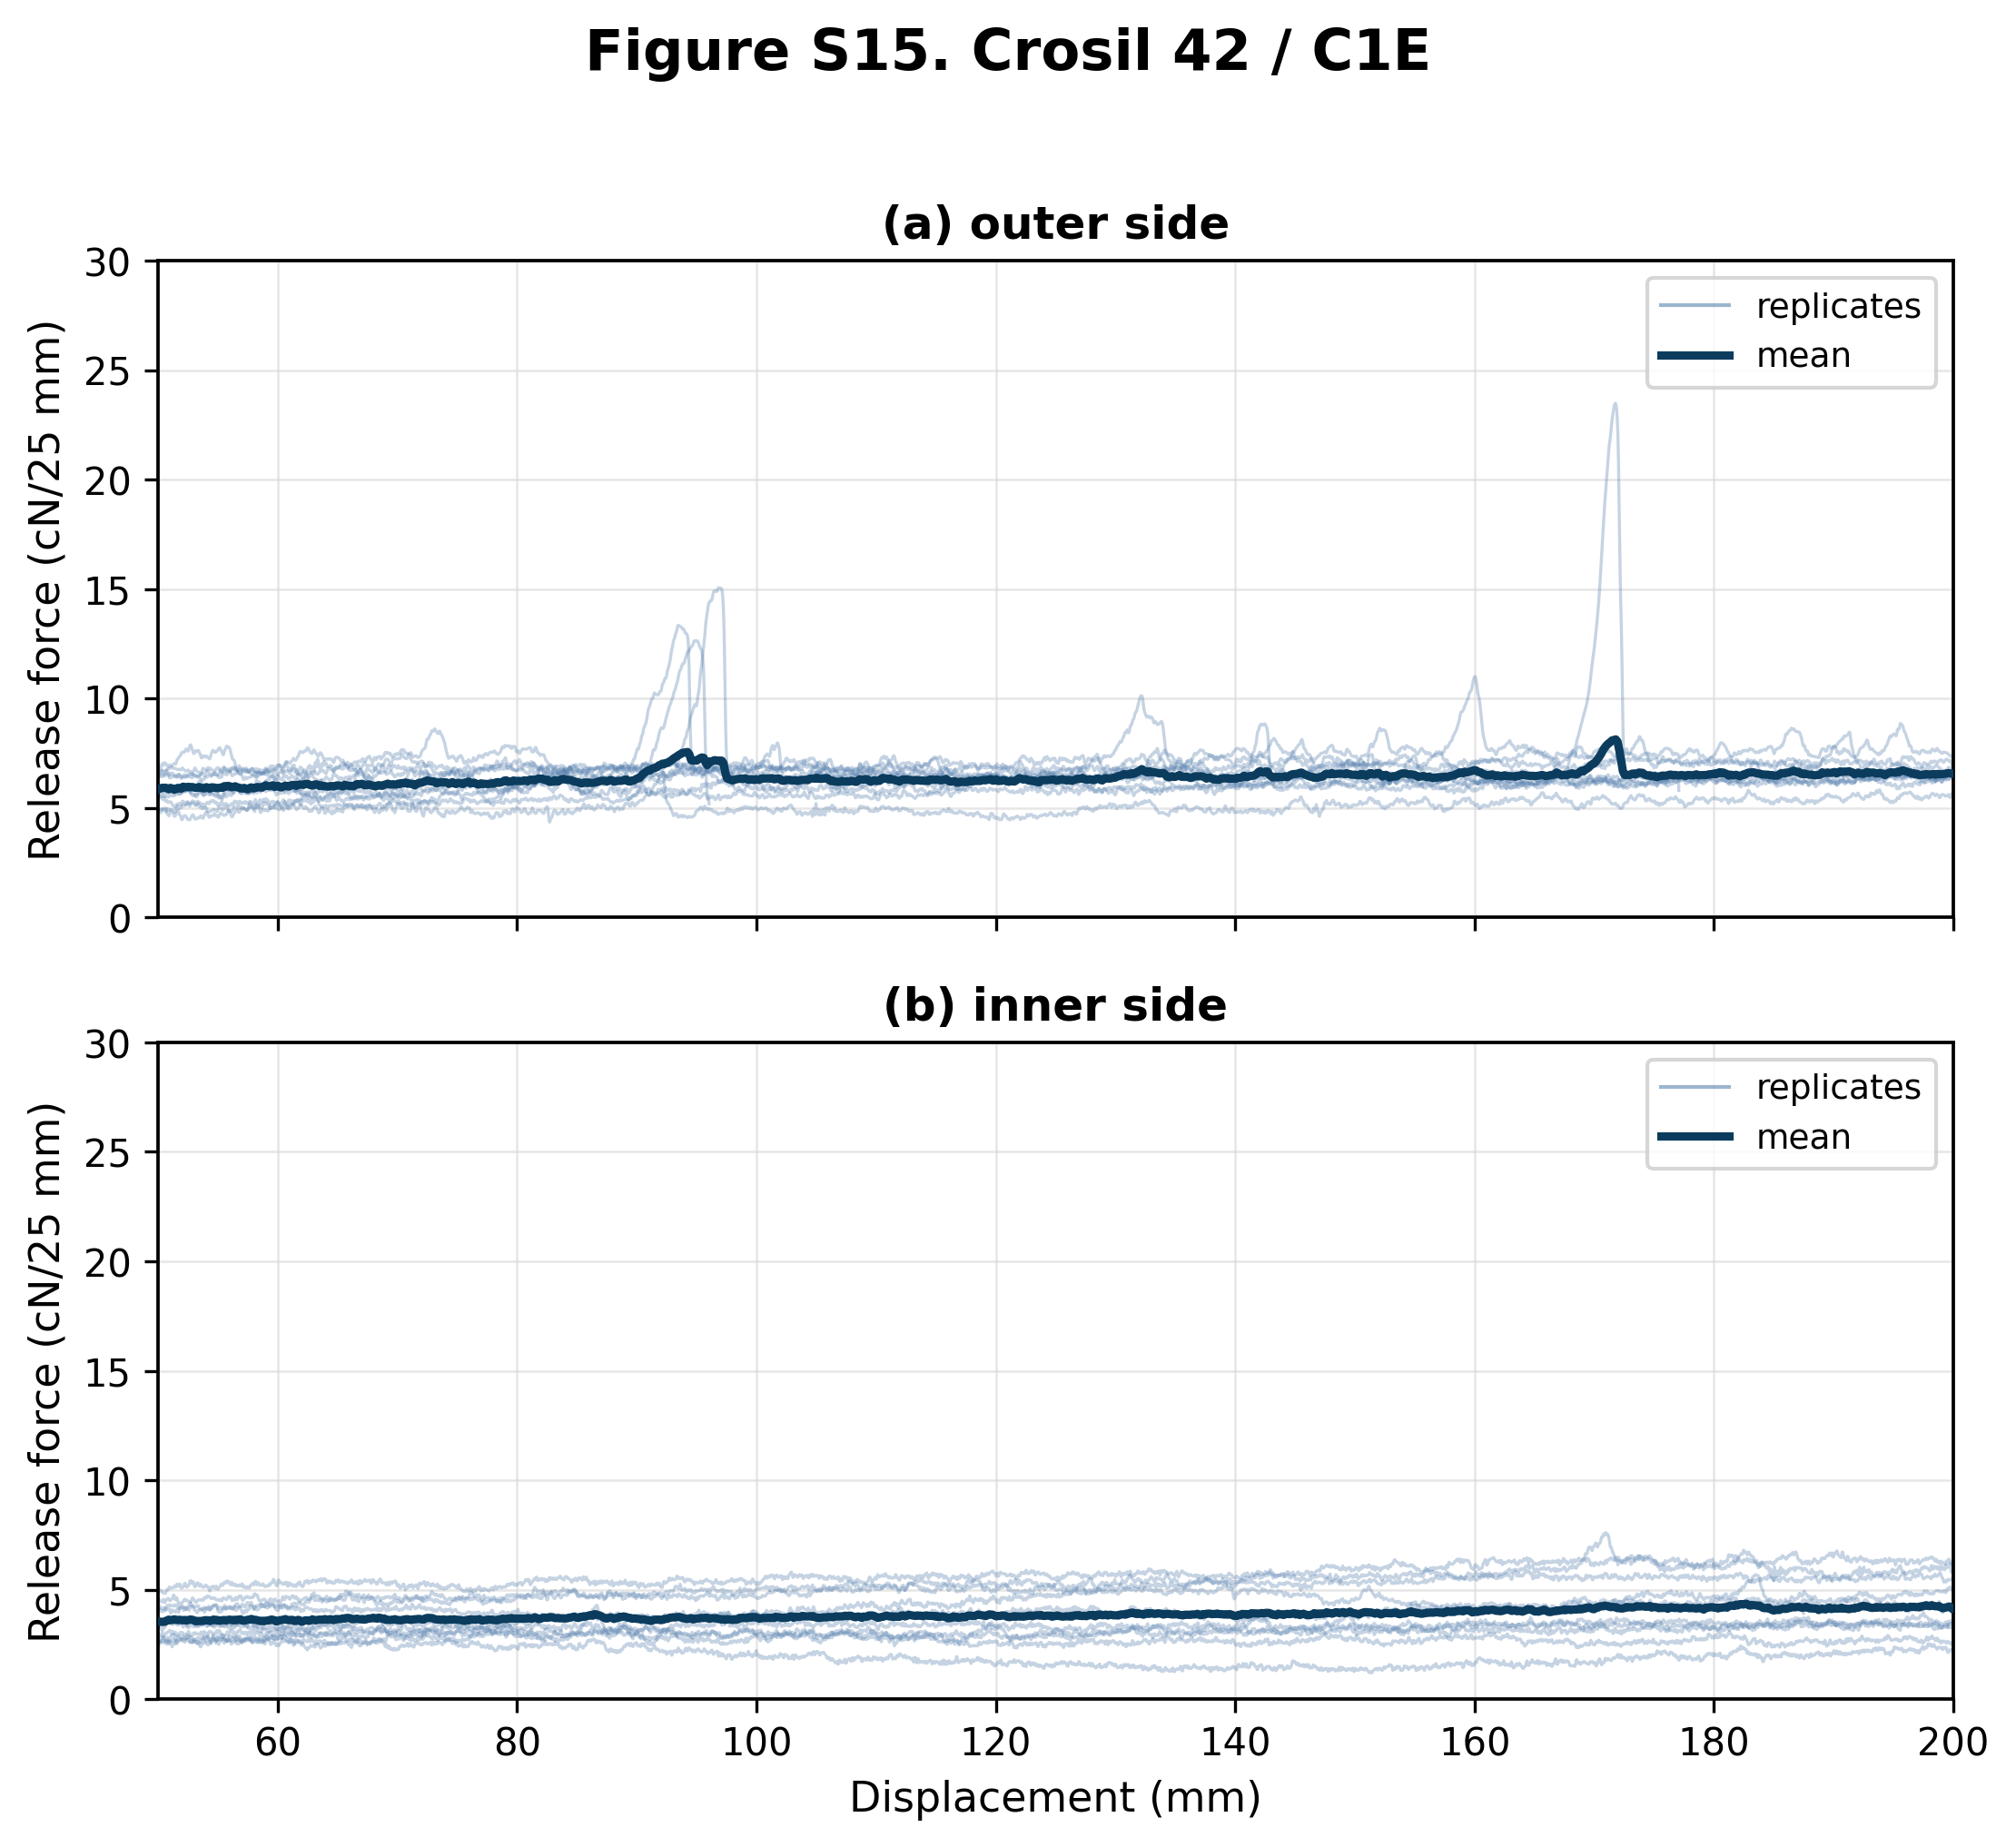 Figure S15. Crosil 42 / C1E
(a) outer side
30
25
20
15
10
5
0
Release force (cN/25 mm)
replicates
mean
(b) inner side
30
25
20
15
10
5
0
Release force (cN/25 mm)
replicates
mean
60 80 100 120 140 160 180 200
Displacement (mm)